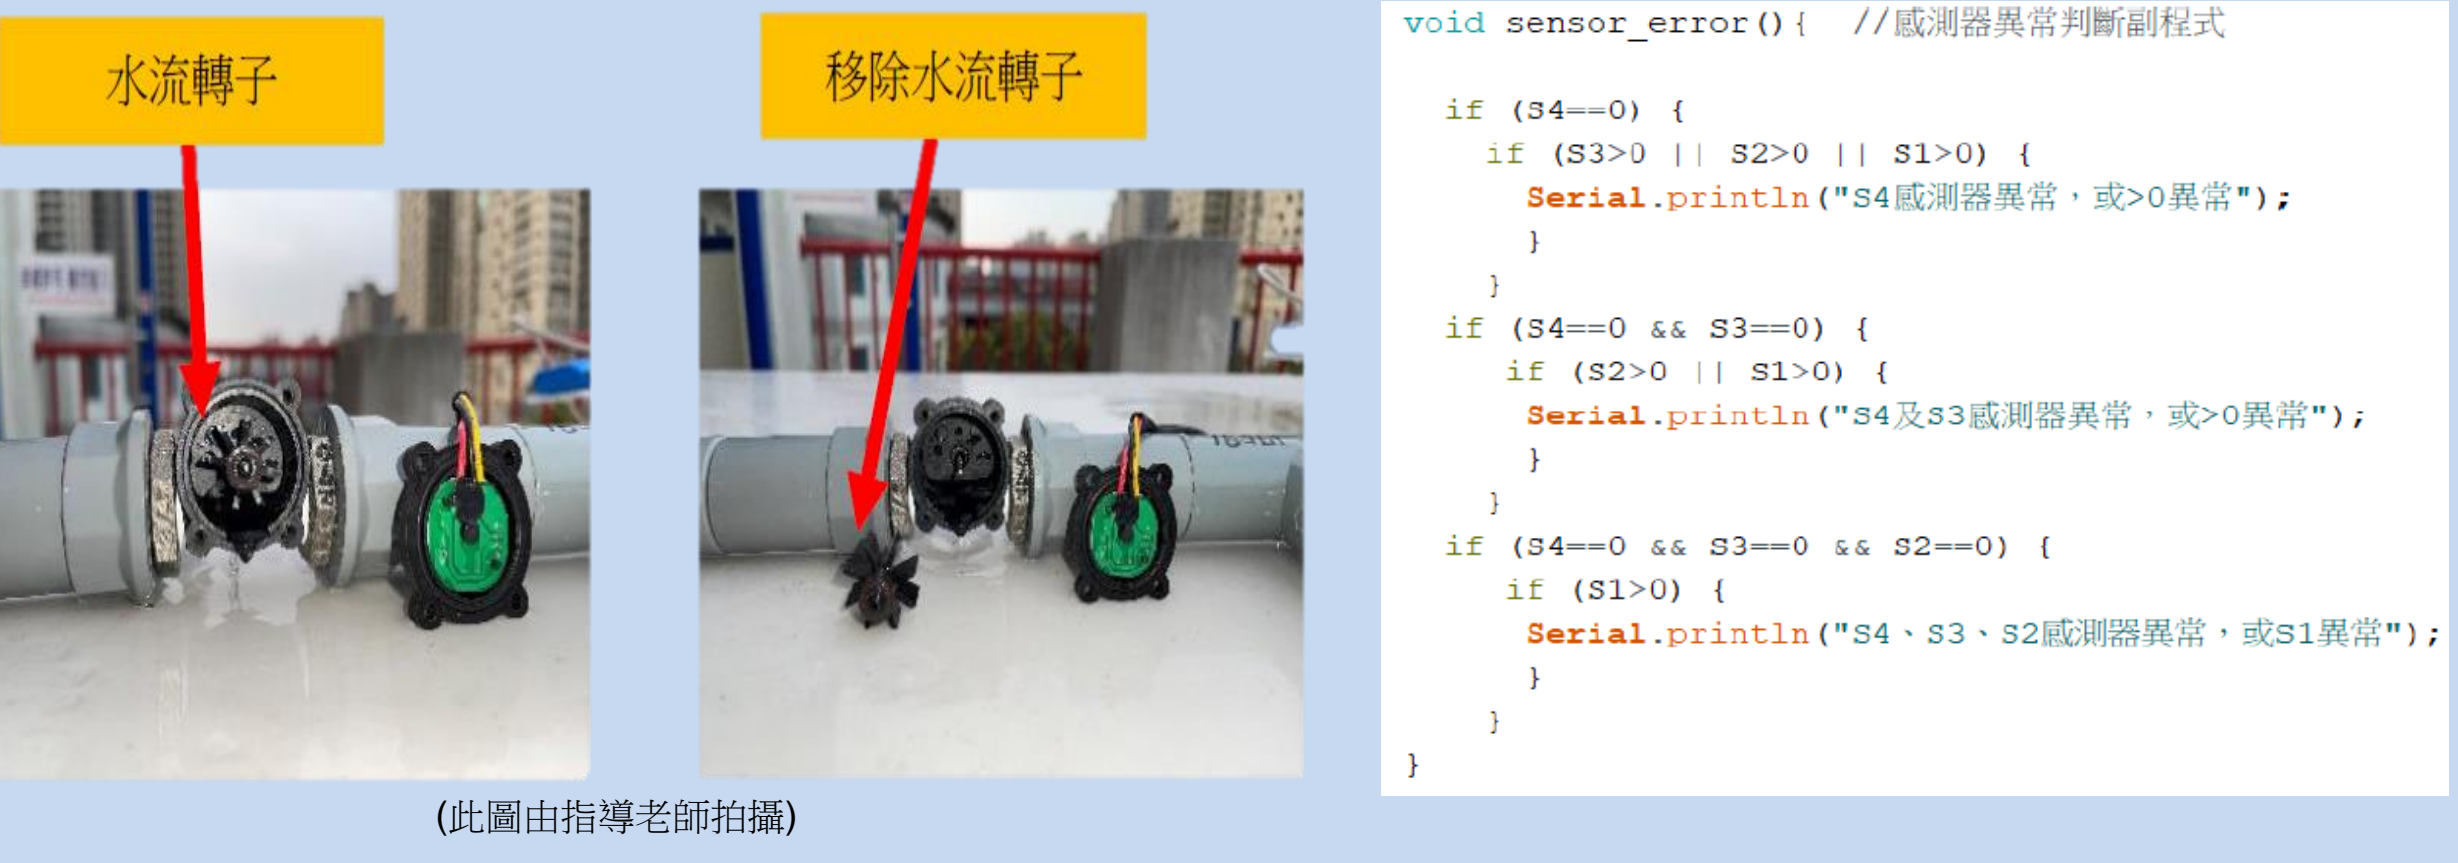 水流轉子
移除水流轉子
(此圖由指導老師拍攝)
void sensor_error(){  //感測器異常判斷副程式
if (S4==0) {
if (S3>0 || S2>0 || S1>0) {
Serial.println("S4感測器異常，或>0異常");
}
}
if (S4==0 && S3==0) {
if (S2>0 || S1>0) {
Serial.println("S4及S3感測器異常，或>0異常");
}
}
if (S4==0 && S3==0 && S2==0) {
if (S1>0) {
Serial.println("S4、S3、S2感測器異常，或S1異常");
}
}
}